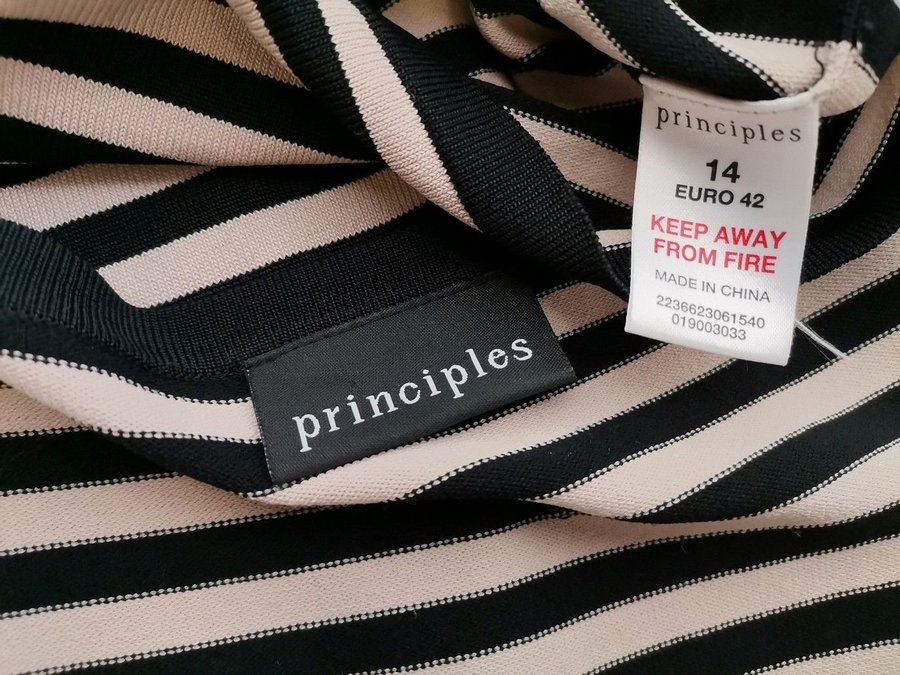 principles
14
EURO 42
KEEP AWAY
FROM FIRE
MADE IN CHINA
2236623061540
019003033
principles